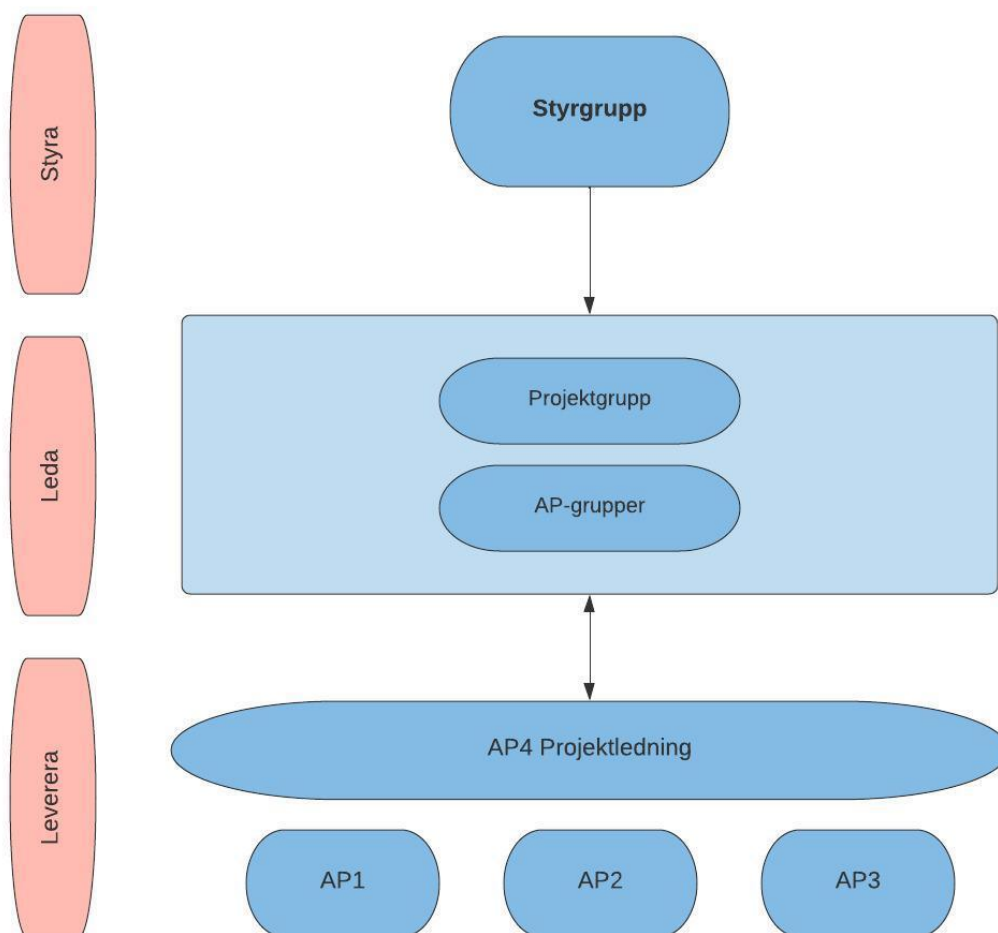 Styra
Styrgrupp
Leda
Projektgrupp
AP-grupper
Leverera
AP4 Projektledning
AP1
AP2
AP3